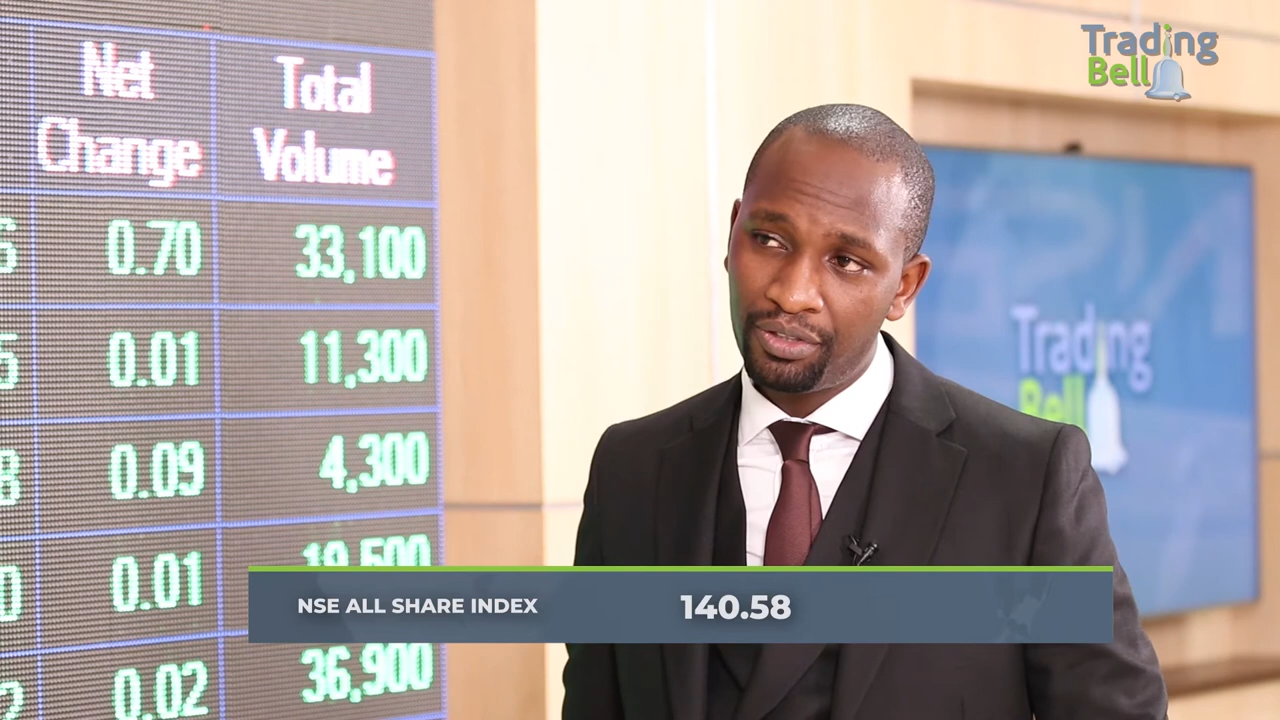 Net
Change
Total
Volume
0.70
33,100
0.01
11,300
0.09
4,300
0.01
0.02
36,900
Trading
Bell
Trading
Bell
NSE ALL SHARE INDEX
140.58